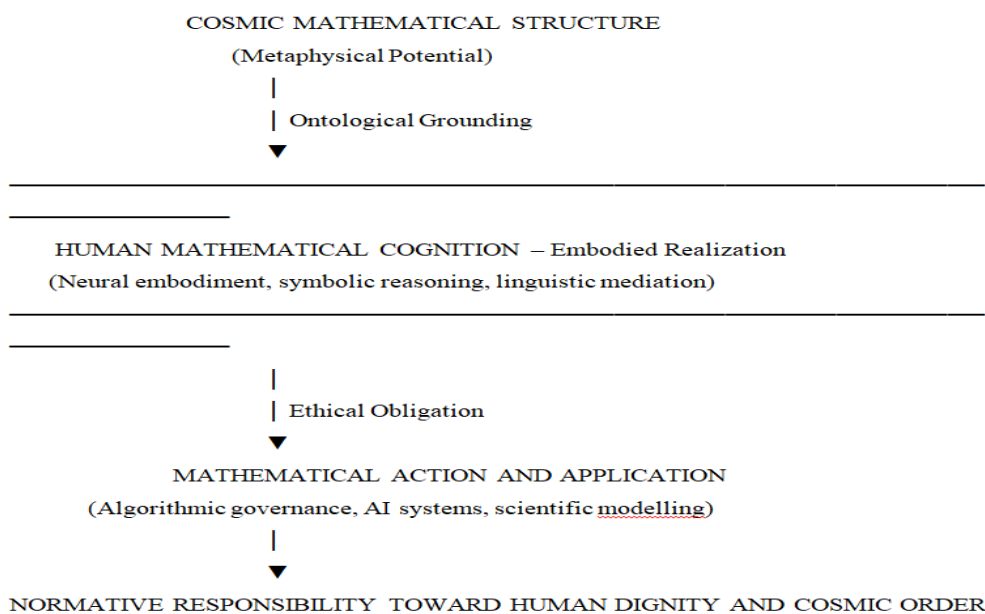 COSMIC MATHEMATICAL STRUCTURE
(Metaphysical Potential)
|
| Ontological Grounding
▼
HUMAN MATHEMATICAL COGNITION – Embodied Realization
(Neural embodiment, symbolic reasoning, linguistic mediation)
|
| Ethical Obligation
▼
MATHEMATICAL ACTION AND APPLICATION
(Algorithmic governance, AI systems, scientific modelling)
|
▼
NORMATIVE RESPONSIBILITY TOWARD HUMAN DIGNITY AND COSMIC ORDER